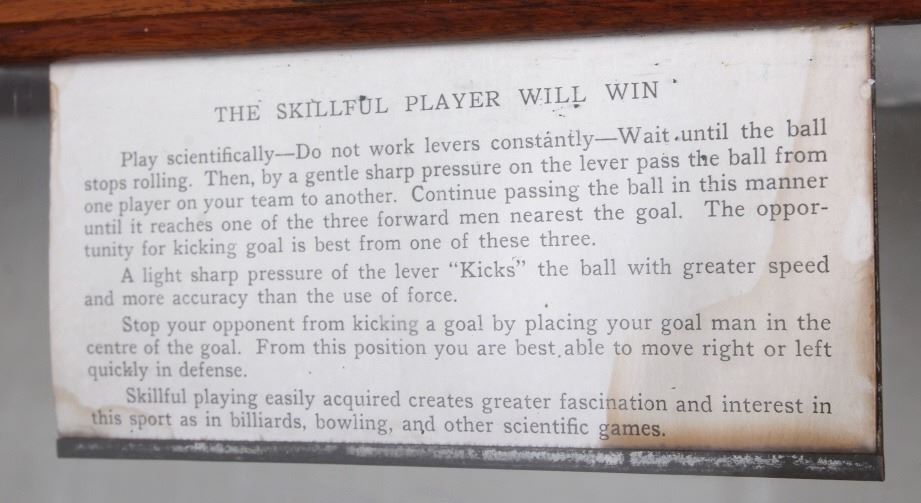 THE SKILLFUL PLAYER WILL WIN
Play scientifically—Do not work levers constantly—Wait until the ball
stops rolling. Then, by a gentle sharp pressure on the lever pass the ball from
one player on your team to another. Continue passing the ball in this manner
until it reaches one of the three forward men nearest the goal. The oppor-
tunity for kicking goal is best from one of these three.
A light sharp pressure of the lever “Kicks” the ball with greater speed
and more accuracy than the use of force.
Stop your opponent from kicking a goal by placing your goal man in the
centre of the goal. From this position you are best able to move right or left
quickly in defense.
Skillful playing easily acquired creates greater fascination and interest in
this sport as in billiards, bowling, and other scientific games.